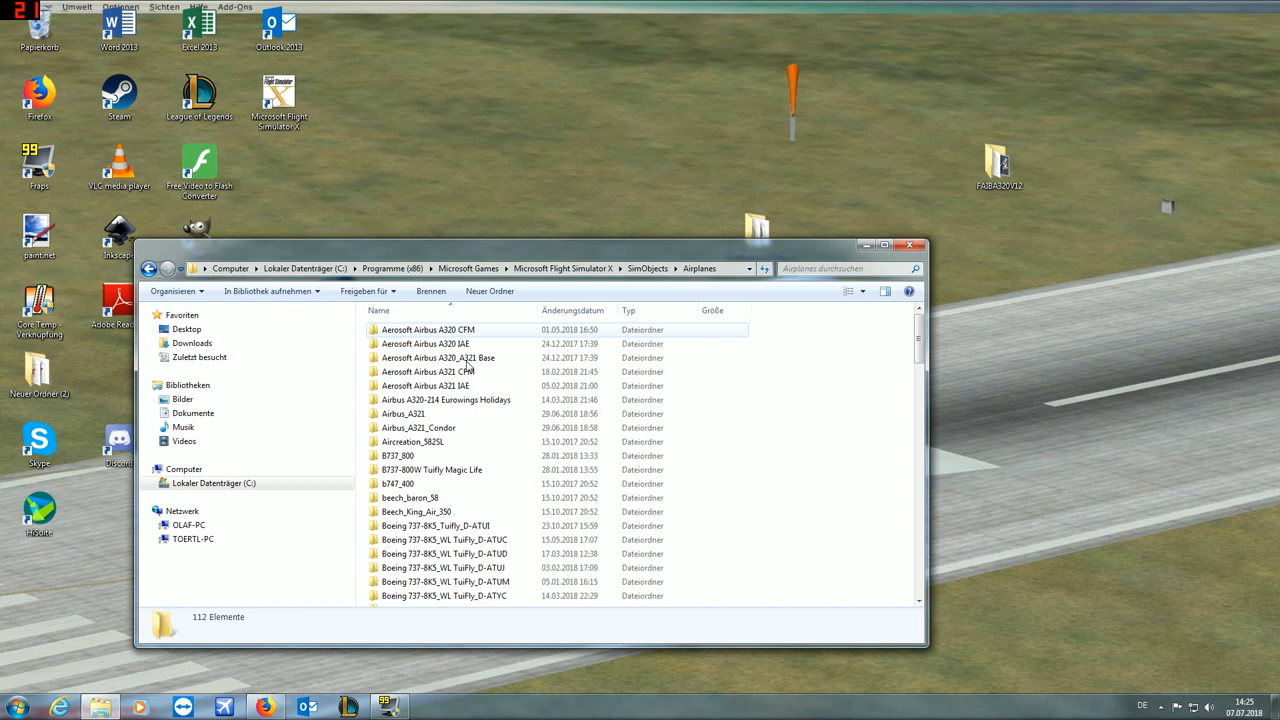 21
Umwelt Optionen Sichten Hilfe Add-Ons
Papierkorb
Word 2013
Excel 2013
Outlook 2013
Firefox
Steam
League of Legends
Microsoft Flight
Simulator X
99
Fraps
VLC media player
Free Video to Flash
Converter
FAIBA320V12
paint.net
Inkscape
Core Temp -
Verknüpfung
Adobe Read
Neuer Ordner (2)
Skype
Discord
HiSuite
Computer Lokaler Datenträger (C:) Programme (x86) Microsoft Games Microsoft Flight Simulator X SimObjects Airplanes
Airplanes durchsuchen
Organisieren In Bibliothek aufnehmen Freigeben für Brennen Neuer Ordner
Favoriten
Desktop
Downloads
Zuletzt besucht
Bibliotheken
Bilder
Dokumente
Musik
Videos
Computer
Lokaler Datenträger (C:)
Netzwerk
OLAF-PC
TOERTL-PC
Name Änderungsdatum Typ Größe
Aerosoft Airbus A320 CFM 01.05.2018 16:50 Dateiordner
Aerosoft Airbus A320 IAE 24.12.2017 17:39 Dateiordner
Aerosoft Airbus A320_A321 Base 24.12.2017 17:39 Dateiordner
Aerosoft Airbus A321 CFM 18.02.2018 21:45 Dateiordner
Aerosoft Airbus A321 IAE 05.02.2018 21:00 Dateiordner
Airbus A320-214 Eurowings Holidays 14.03.2018 21:46 Dateiordner
Airbus_A321 29.06.2018 18:56 Dateiordner
Airbus_A321_Condor 29.06.2018 18:58 Dateiordner
Aircreation_582SL 15.10.2017 20:52 Dateiordner
B737_800 28.01.2018 13:33 Dateiordner
B737-800W Tuifly Magic Life 28.01.2018 13:55 Dateiordner
b747_400 15.10.2017 20:52 Dateiordner
beech_baron_58 15.10.2017 20:52 Dateiordner
Beech_King_Air_350 15.10.2017 20:52 Dateiordner
Boeing 737-8K5_Tuifly_D-ATUI 23.10.2017 15:59 Dateiordner
Boeing 737-8K5_WL TuiFly_D-ATUC 15.05.2018 17:07 Dateiordner
Boeing 737-8K5_WL TuiFly_D-ATUD 17.03.2018 12:38 Dateiordner
Boeing 737-8K5_WL TuiFly_D-ATUJ 03.02.2018 17:09 Dateiordner
Boeing 737-8K5_WL TuiFly_D-ATUM 05.01.2018 16:15 Dateiordner
Boeing 737-8K5_WL TuiFly_D-ATYC 14.03.2018 22:29 Dateiordner
112 Elemente
99
DE
14:25
07.07.2018